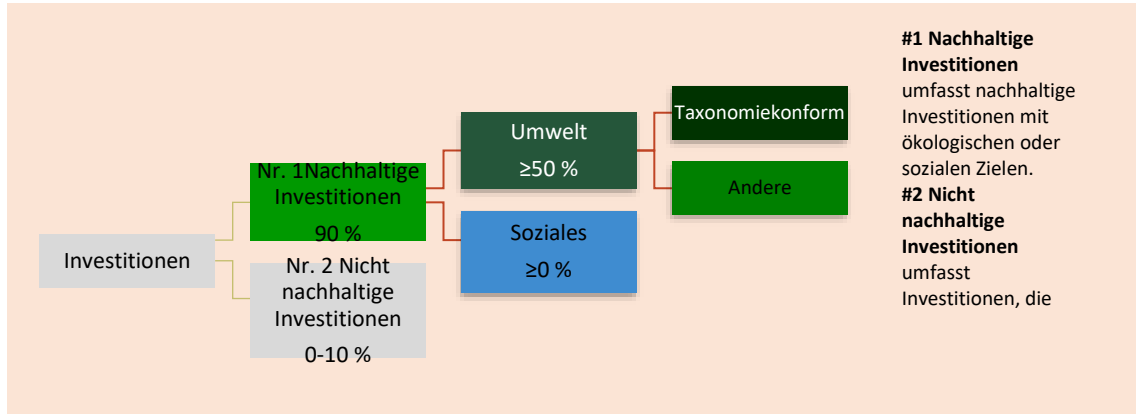 Investitionen
Nr. 1Nachhaltige
Investitionen
90 %
Nr. 2 Nicht
nachhaltige
Investitionen
0-10 %
Umwelt
≥50 %
Soziales
≥0 %
Taxonomiekonform
Andere
#1 Nachhaltige
Investitionen
umfasst nachhaltige
Investitionen mit
ökologischen oder
sozialen Zielen.
#2 Nicht
nachhaltige
Investitionen
umfasst
Investitionen, die